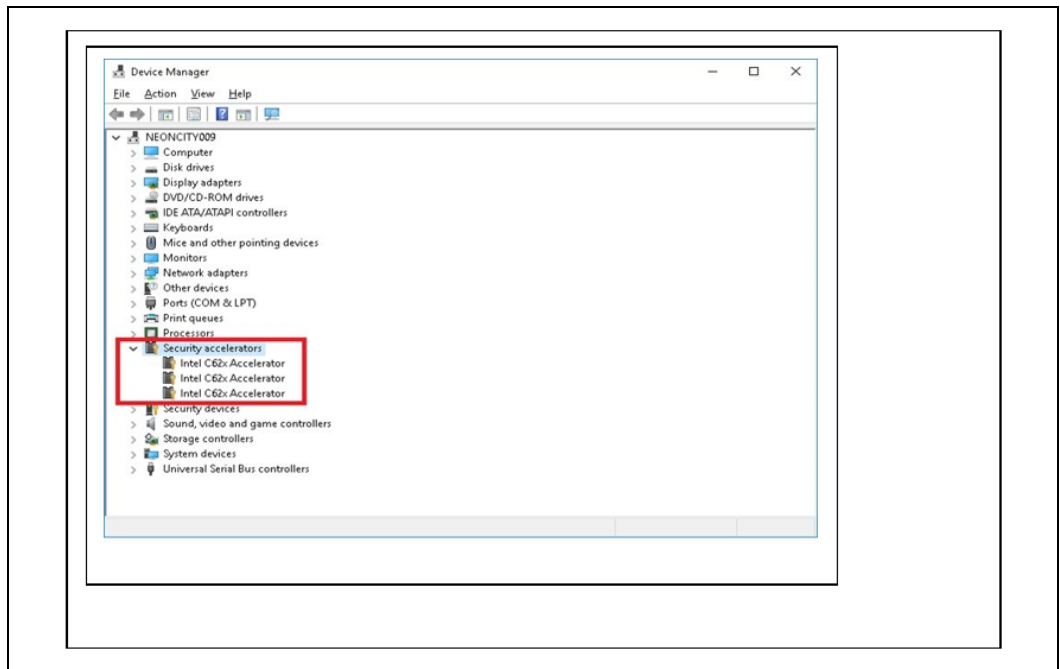 Device Manager
File Action View Help
NEONCITY009
Computer
Disk drives
Display adapters
DVD/CD-ROM drives
IDE ATA/ATAPI controllers
Keyboards
Mice and other pointing devices
Monitors
Network adapters
Other devices
Ports (COM & LPT)
Print queues
Processors
Security accelerators
Intel C62x Accelerator
Intel C62x Accelerator
Intel C62x Accelerator
Security devices
Sound, video and game controllers
Storage controllers
System devices
Universal Serial Bus controllers